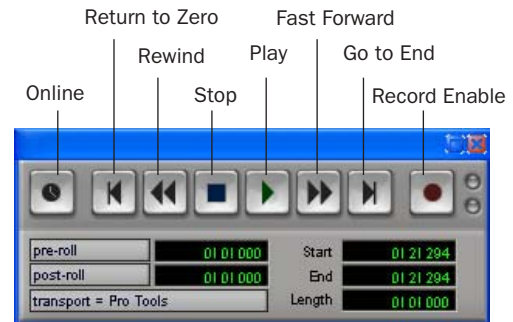 Return to Zero Fast Forward
Rewind Play Go to End
Online Stop Record Enable
pre-roll 01 01 000 Start 01 21 294
post-roll 01 01 000 End 01 21 294
transport = Pro Tools Length 01 01 000